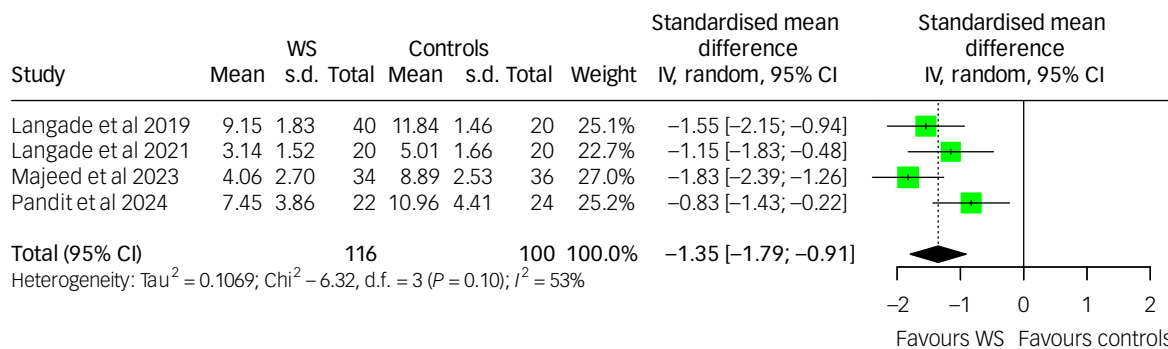 Standardised mean Standardised mean
WS Controls difference difference
Study Mean s.d. Total Mean s.d. Total Weight IV, random, 95% CI IV, random, 95% CI
Langade et al 2019 9.15 1.83 40 11.84 1.46 20 25.1% −1.55 [−2.15; −0.94]
Langade et al 2021 3.14 1.52 20 5.01 1.66 20 22.7% −1.15 [−1.83; −0.48]
Majeed et al 2023 4.06 2.70 34 8.89 2.53 36 27.0% −1.83 [−2.39; −1.26]
Pandit et al 2024 7.45 3.86 22 10.96 4.41 24 25.2% −0.83 [−1.43; −0.22]
Total (95% CI) 116 100 100.0% −1.35 [−1.79; −0.91]
Heterogeneity: Tau² = 0.1069; Chi² – 6.32, d.f. = 3 (P = 0.10); I² = 53%
−2 −1 0 1 2
Favours WS Favours controls